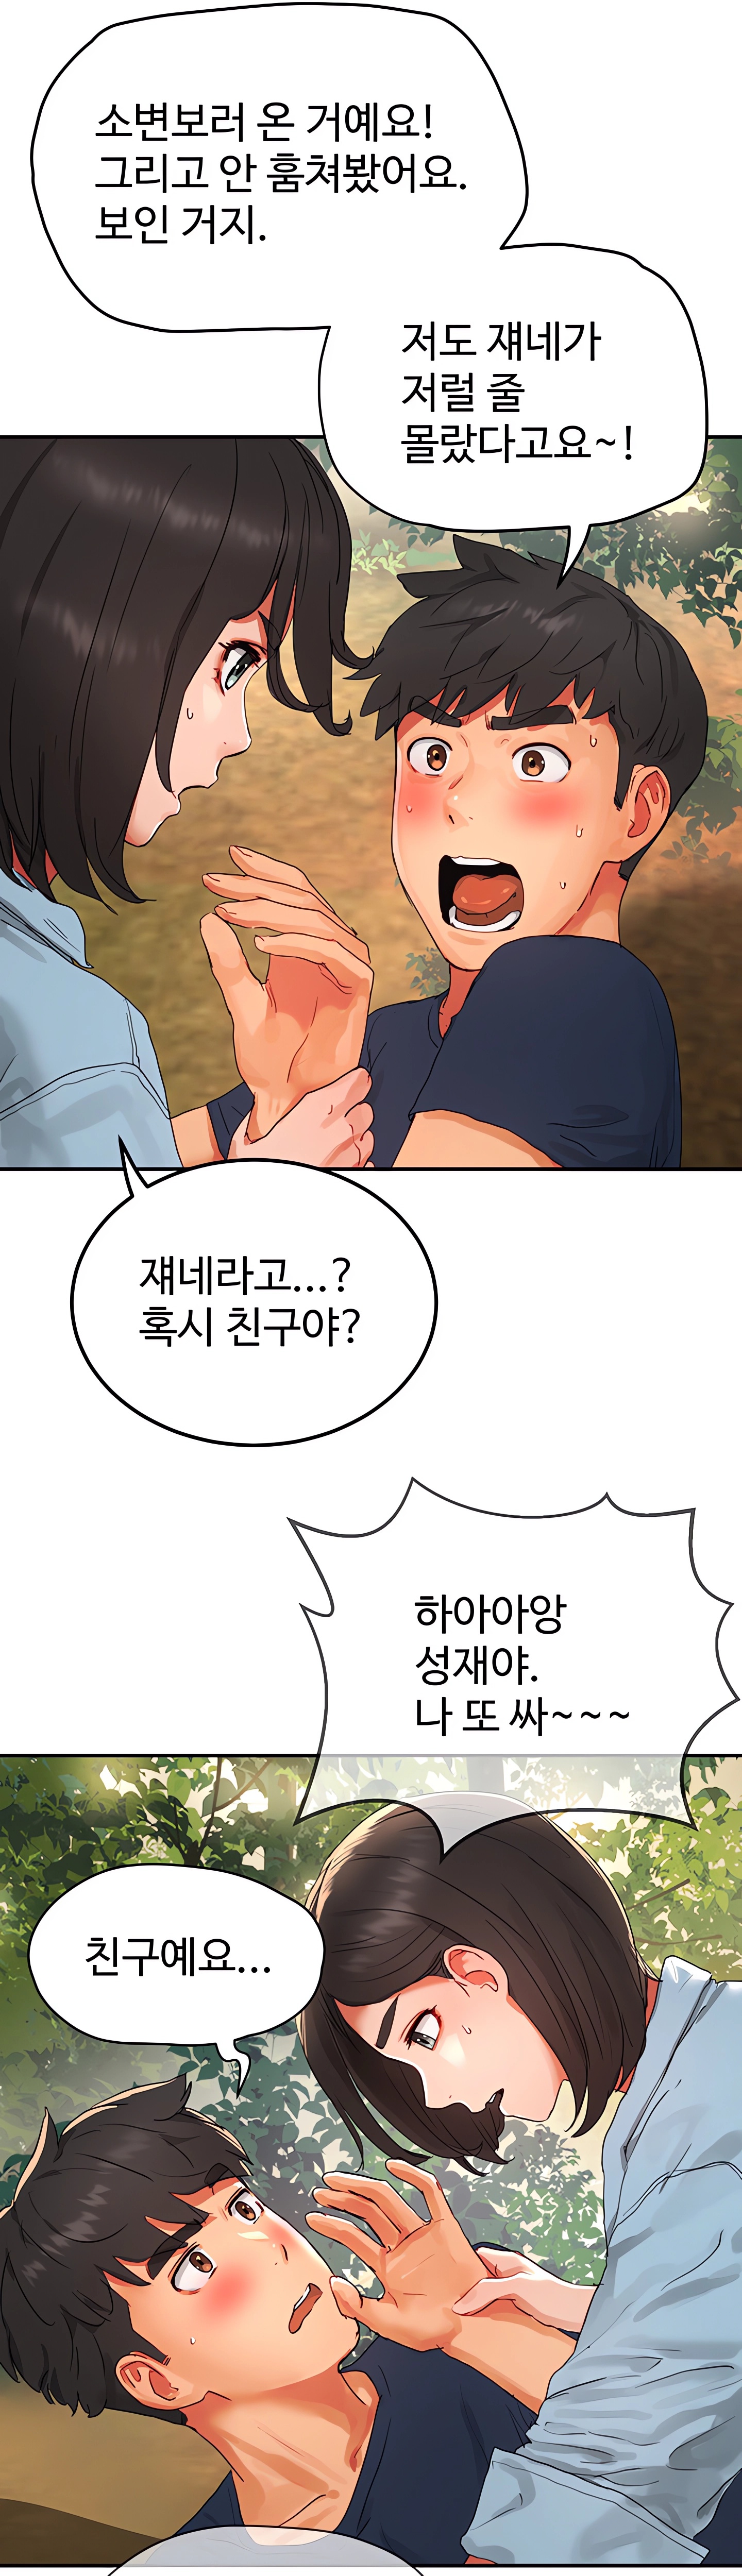 소변보러 온 거예요!
그리고 안 훔쳐봤어요.
보인 거지.
저도 쟤네가
저럴 줄
몰랐다고요~!
쟤네라고...?
혹시 친구야?
하아아앙
성재야.
나 또 싸~~~
친구예요...